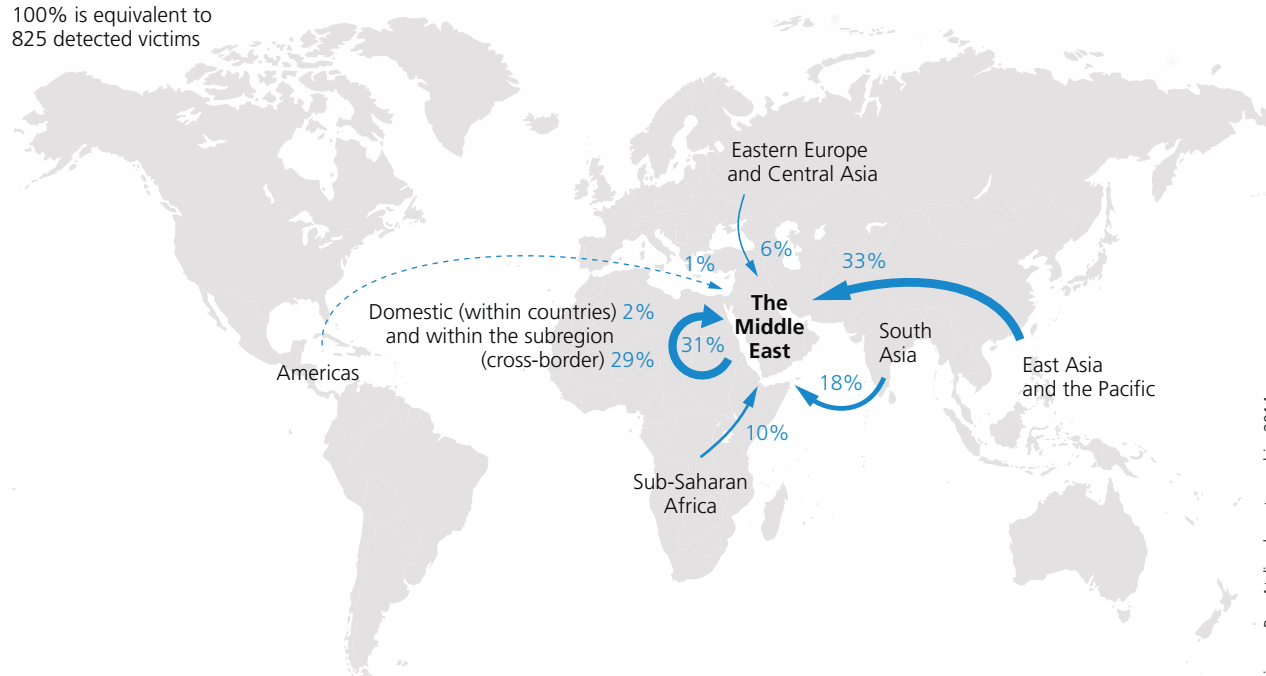 100% is equivalent to
825 detected victims
Eastern Europe
and Central Asia
6%
1%
33%
The
Middle
East
Domestic (within countries) 2%
and within the subregion
(cross-border) 29%
31%
South
Asia
Americas
East Asia
and the Pacific
18%
10%
Sub-Saharan
Africa